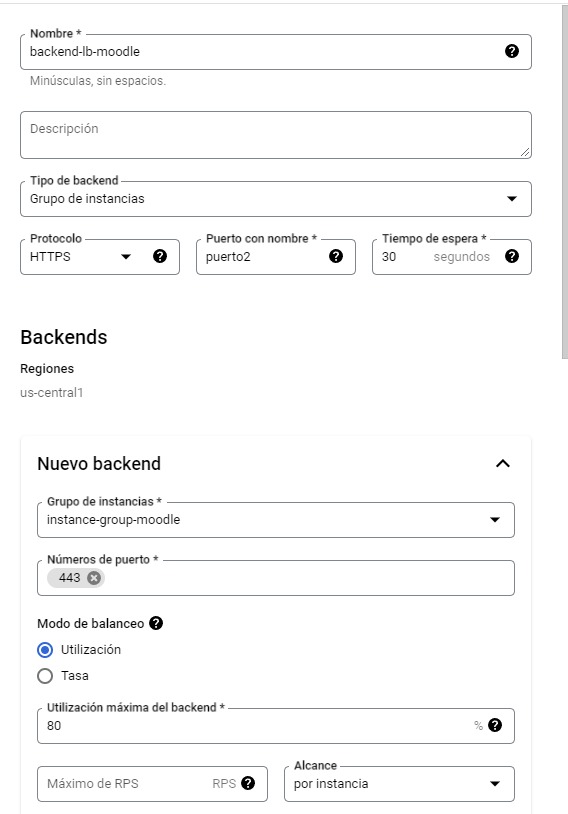 Nombre *
backend-lb-moodle
Minúsculas, sin espacios.
Descripción
Tipo de backend
Grupo de instancias
Protocolo
HTTPS
Puerto con nombre *
puerto2
Tiempo de espera *
30 segundos
Backends
Regiones
us-central1
Nuevo backend
Grupo de instancias *
instance-group-moodle
Números de puerto *
443
Modo de balanceo
Utilización
Tasa
Utilización máxima del backend *
80 %
Máximo de RPS RPS
Alcance
por instancia